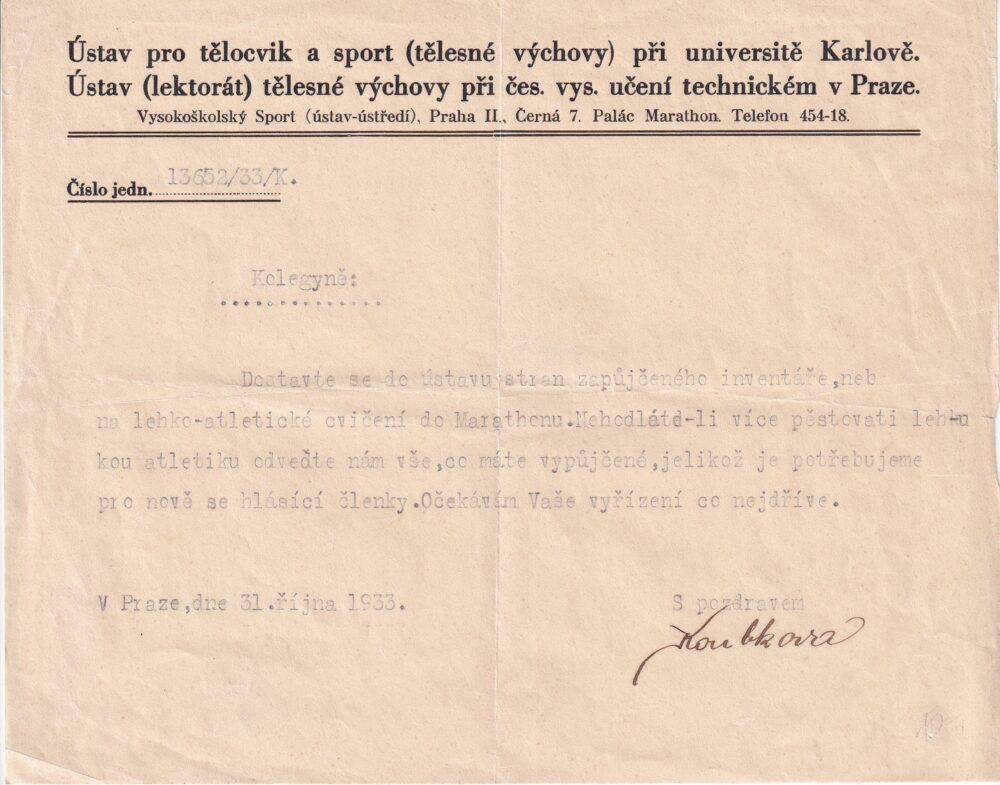 Ústav pro tělocvik a sport (tělesné výchovy) při universitě Karlově.
Ústav (lektorát) tělesné výchovy při čes. vys. učení technickém v Praze.
Vysokoškolský Sport (ústav-ústředí), Praha II., Černá 7. Palác Marathon. Telefon 454-18.
Číslo jedn. 13652/33/K.
Kolegyně:
Dostavte se do ústavu stran zapůjčeného inventáře,neb
na lehko-atletické cvičení do Marathonu.Nehodláte-li více pěstovati leh-
kou atletiku odveďte nám vše,co máte vypůjčené,jelikož je potřebujeme
pro nově se hlásící členky.Očekávám Vaše vyřízení co nejdříve.
V Praze,dne 31.října 1933.
S pozdravem
Koubkova
10